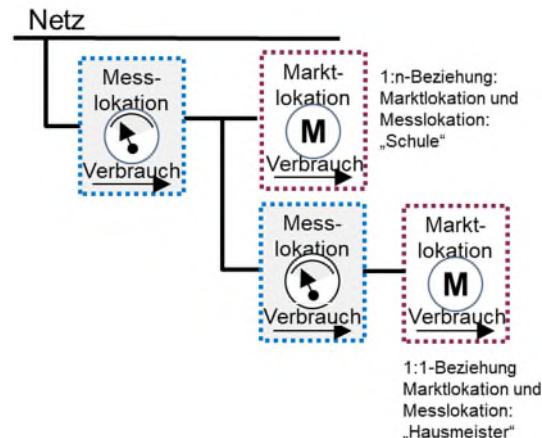 Netz
Mess-
lokation
Verbrauch
Markt-
lokation
M
Verbrauch
1:n-Beziehung:
Marktlokation und
Messlokation:
„Schule“
Mess-
lokation
Verbrauch
Markt-
lokation
M
Verbrauch
1:1-Beziehung
Marktlokation und
Messlokation:
„Hausmeister“